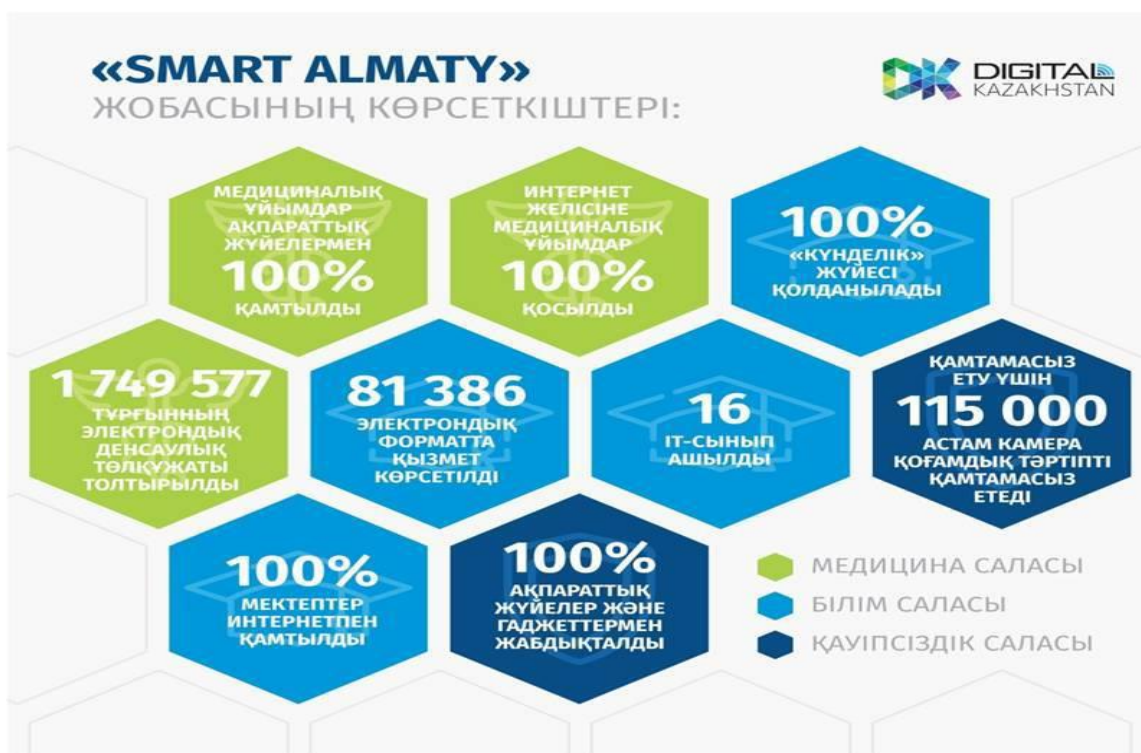 «SMART ALMATY»
ЖОБАСЫНЫҢ КӨРСЕТКІШТЕРІ:
DK DIGITAL
KAZAKHSTAN
МЕДИЦИНАЛЫҚ
ҰЙЫМДАР
АҚПАРАТТЫҚ
ЖҮЙЕЛЕРМЕН
100%
ҚАМТЫЛДЫ
ИНТЕРНЕТ
ЖЕЛІСІНЕ
МЕДИЦИНАЛЫҚ
ҰЙЫМДАР
100%
ҚОСЫЛДЫ
100%
«КҮНДЕЛІК»
ЖҮЙЕСІ
ҚОЛДАНЫЛАДЫ
1 749 577
ТҰРҒЫННЫҢ
ЭЛЕКТРОНДЫҚ
ДЕНСАУЛЫҚ
ТӨЛҚҰЖАТЫ
ТОЛТЫРЫЛДЫ
81 386
ЭЛЕКТРОНДЫҚ
ФОРМАТТА
ҚЫЗМЕТ
КӨРСЕТІЛДІ
16
IT-СЫНЫП
АШЫЛДЫ
ҚАМТАМАСЫЗ
ЕТУ ҮШІН
115 000
АСТАМ КАМЕРА
ҚОҒАМДЫҚ ТӘРТІПТІ
ҚАМТАМАСЫЗ
ЕТЕДІ
100%
МЕКТЕПТЕР
ИНТЕРНЕТПЕН
ҚАМТЫЛДЫ
100%
АҚПАРАТТЫҚ
ЖҮЙЕЛЕР ЖӘНЕ
ГАДЖЕТТЕРМЕН
ЖАБДЫҚТАЛДЫ
МЕДИЦИНА САЛАСЫ
БІЛІМ САЛАСЫ
ҚАУІПСІЗДІК САЛАСЫ